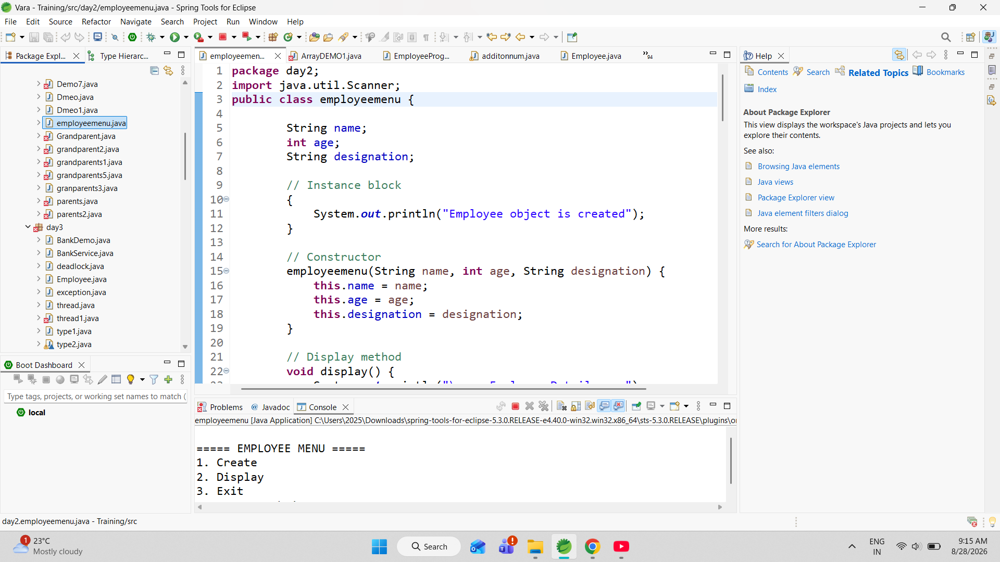 Vara - Training/src/day2/employeemenu.java - Spring Tools for Eclipse
File Edit Source Refactor Navigate Search Project Run Window Help
Package Expl... Type Hierarc...
Demo7.java
Dmeo.java
Dmeo1.java
employeemenu.java
Grandparent.java
grandparent2.java
grandparents1.java
grandparents5.java
granparents3.java
parents.java
parents2.java
day3
BankDemo.java
BankService.java
deadlock.java
Employee.java
exception.java
thread.java
thread1.java
type1.java
type2.java
Boot Dashboard
Type tags, projects, or working set names to match (
local
employeemen... ArrayDEMO1.java EmployeeProg... additonnum.java Employee.java 94
1 package day2;
2 import java.util.Scanner;
3 public class employeemenu {
4
5 String name;
6 int age;
7 String designation;
8
9 // Instance block
10 {
11 System.out.println("Employee object is created");
12 }
13
14 // Constructor
15 employeemenu(String name, int age, String designation) {
16 this.name = name;
17 this.age = age;
18 this.designation = designation;
19 }
20
21 // Display method
22 void display() {
Problems Javadoc Console
employeemenu [Java Application] C:\Users\2025\Downloads\spring-tools-for-eclipse-5.3.0.RELEASE-e4.40.0-win32.win32.x86_64\sts-5.3.0.RELEASE\plugins\o
===== EMPLOYEE MENU =====
1. Create
2. Display
3. Exit
Help
Contents Search Related Topics Bookmarks
Index
About Package Explorer
This view displays the workspace's Java projects and lets you
explore their contents.
See also:
Browsing Java elements
Java views
Package Explorer view
Java element filters dialog
More results:
Search for About Package Explorer
day2.employeemenu.java - Training/src
1
23°C
Mostly cloudy
Search
ENG
IN
9:15 AM
8/28/2026